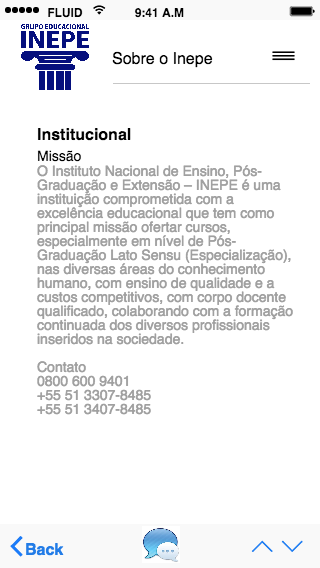 FLUID 9:41 A.M
GRUPO EDUCACIONAL
INEPE
Sobre o Inepe
Institucional
Missão
O Instituto Nacional de Ensino, Pós-
Graduação e Extensão – INEPE é uma
instituição comprometida com a
excelência educacional que tem como
principal missão ofertar cursos,
especialmente em nível de Pós-
Graduação Lato Sensu (Especialização),
nas diversas áreas do conhecimento
humano, com ensino de qualidade e a
custos competitivos, com corpo docente
qualificado, colaborando com a formação
continuada dos diversos profissionais
inseridos na sociedade.
Contato
0800 600 9401
+55 51 3307-8485
+55 51 3407-8485
Back